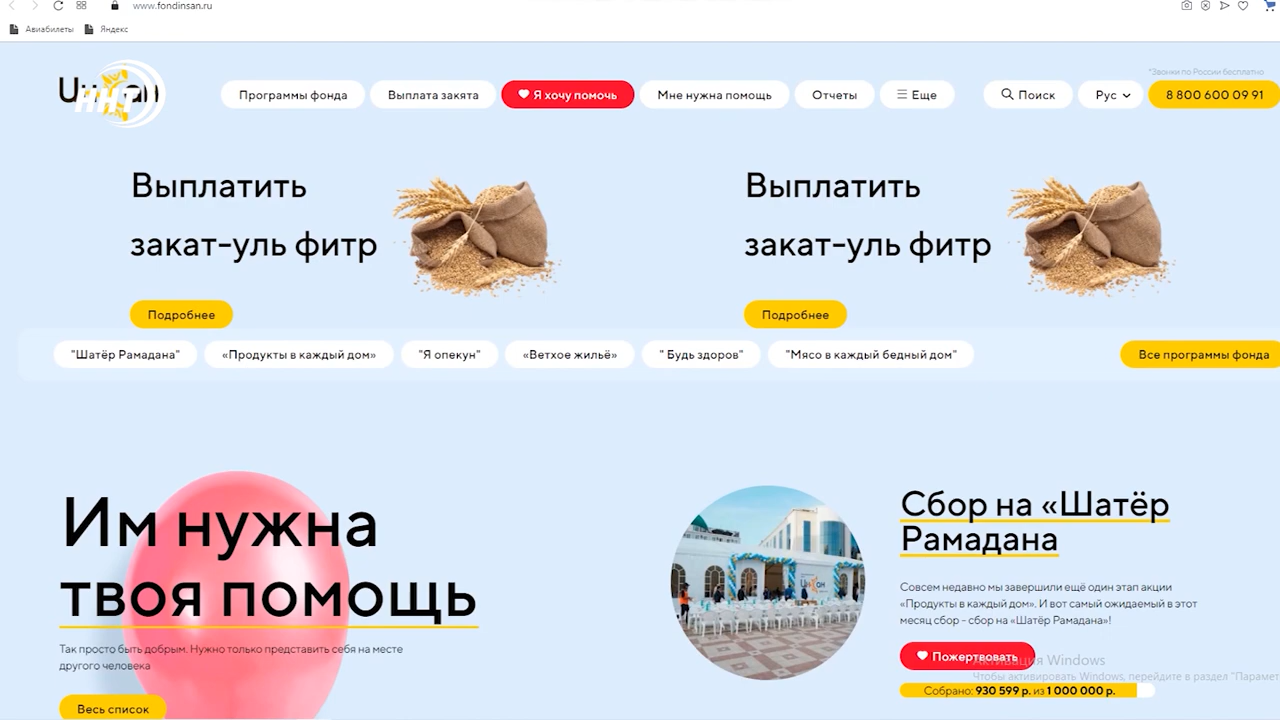 www.fondinsan.ru
Авиабилеты
Яндекс
ННТ
*Звонки по России бесплатно
Программы фонда
Выплата закята
Я хочу помочь
Мне нужна помощь
Отчеты
Еще
Поиск
Рус
8 800 600 09 91
Выплатить
закат-уль фитр
Подробнее
Выплатить
закат-уль фитр
Подробнее
"Шатёр Рамадана"
«Продукты в каждый дом»
"Я опекун"
«Ветхое жильё»
" Будь здоров"
"Мясо в каждый бедный дом"
Все программы фонда
Им нужна
твоя помощь
Так просто быть добрым. Нужно только представить себя на месте
другого человека
Весь список
Сбор на «Шатёр
Рамадана
Совсем недавно мы завершили ещё один этап акции
«Продукты в каждый дом». И вот самый ожидаемый в этот
месяц сбор - сбор на «Шатёр Рамадана»!
Пожертвовать
Активация Windows
Чтобы активировать Windows, перейдите в раздел "Парамет
Собрано: 930 599 р. из 1 000 000 р.